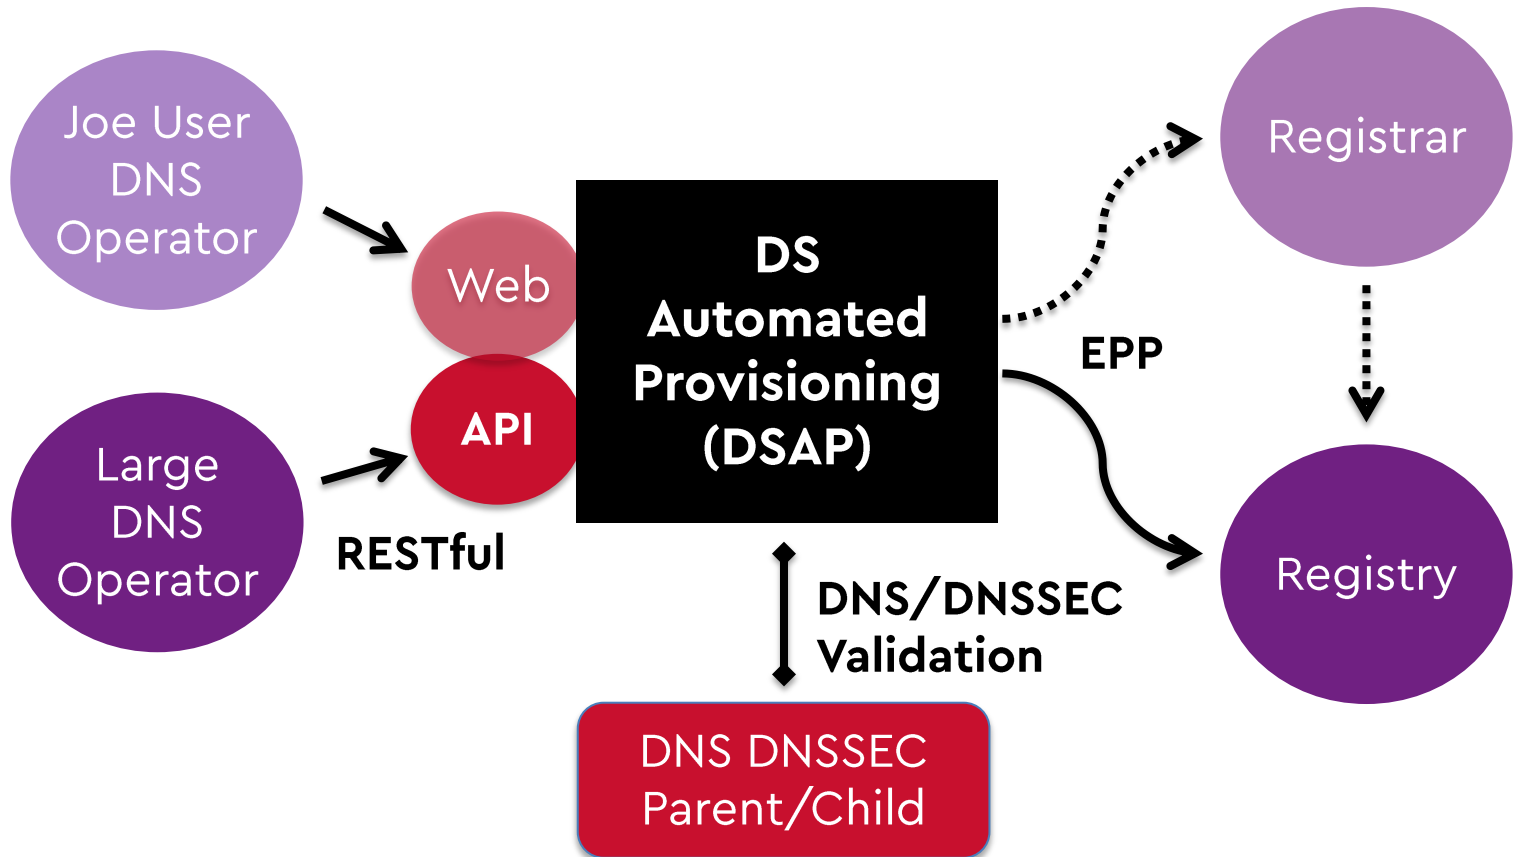 Joe User
DNS
Operator
Large
DNS
Operator
RESTful
Web
API
DS
Automated
Provisioning
(DSAP)
EPP
DNS/DNSSEC
Validation
DNS DNSSEC
Parent/Child
Registrar
Registry